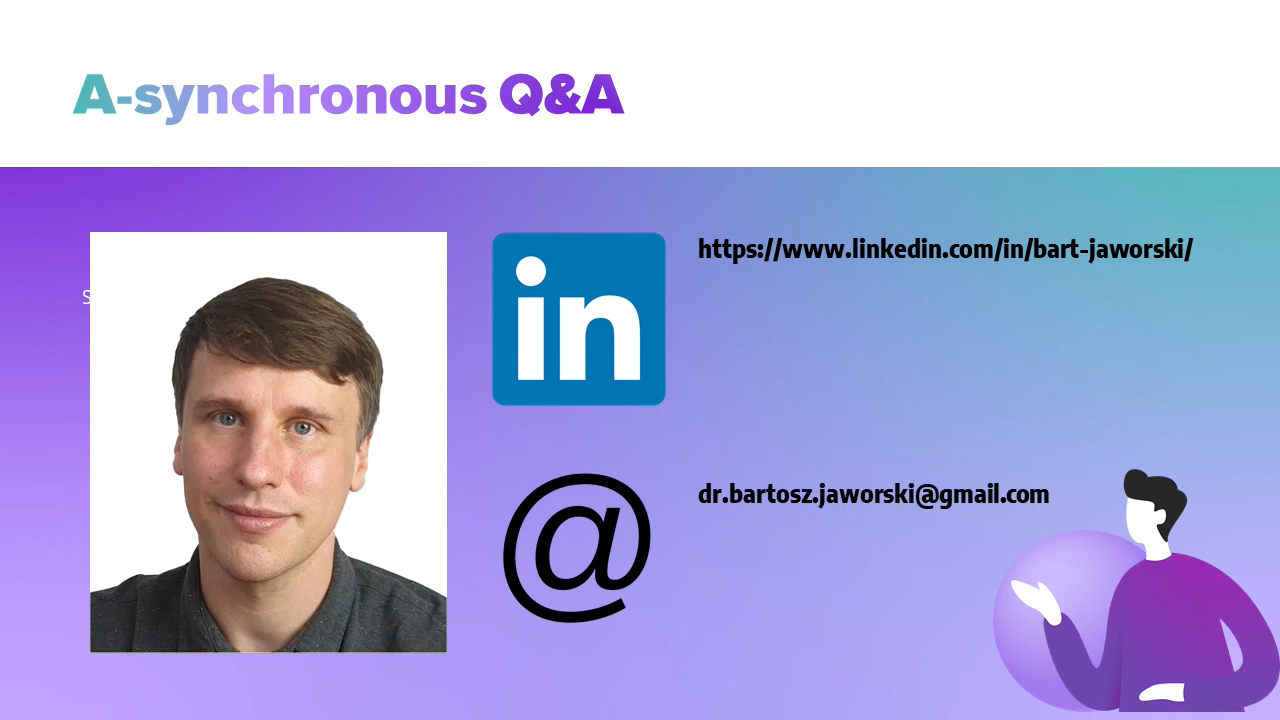 A-synchronous Q&A
S
in
https://www.linkedin.com/in/bart-jaworski/
@
dr.bartosz.jaworski@gmail.com